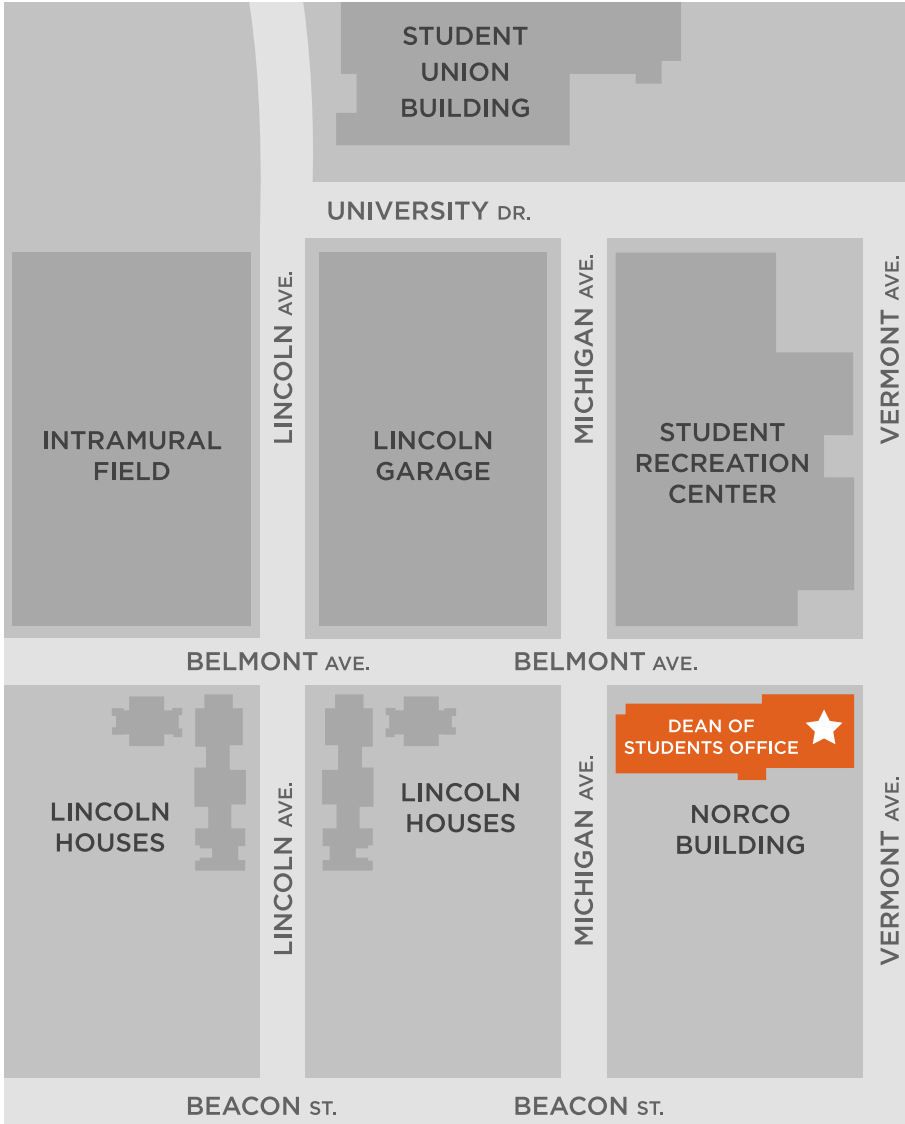 STUDENT
UNION
BUILDING
UNIVERSITY DR.
LINCOLN AVE.
MICHIGAN AVE.
VERMONT AVE.
INTRAMURAL
FIELD
LINCOLN
GARAGE
STUDENT
RECREATION
CENTER
BELMONT AVE.
BELMONT AVE.
DEAN OF
STUDENTS OFFICE
LINCOLN
HOUSES
LINCOLN AVE.
LINCOLN
HOUSES
MICHIGAN AVE.
NORCO
BUILDING
VERMONT AVE.
BEACON ST.
BEACON ST.